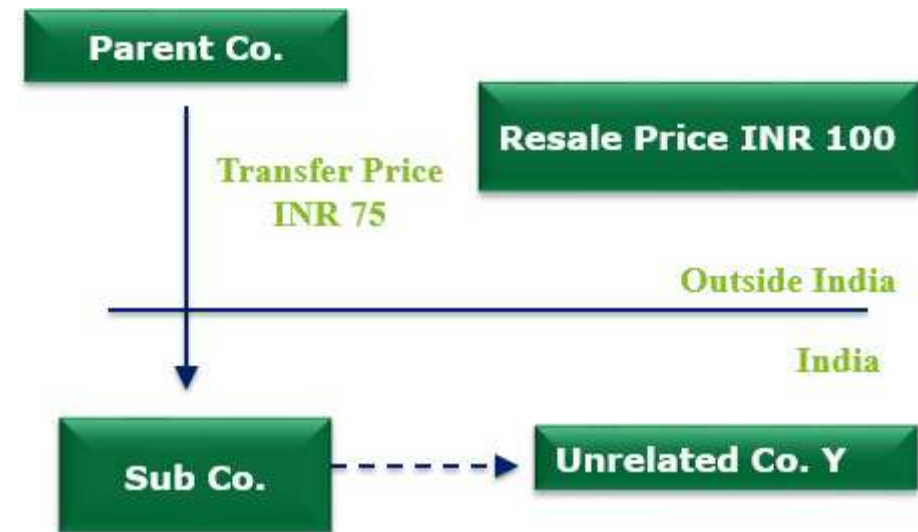 Parent Co.
Resale Price INR 100
Transfer Price
INR 75
Outside India
India
Sub Co.
Unrelated Co. Y